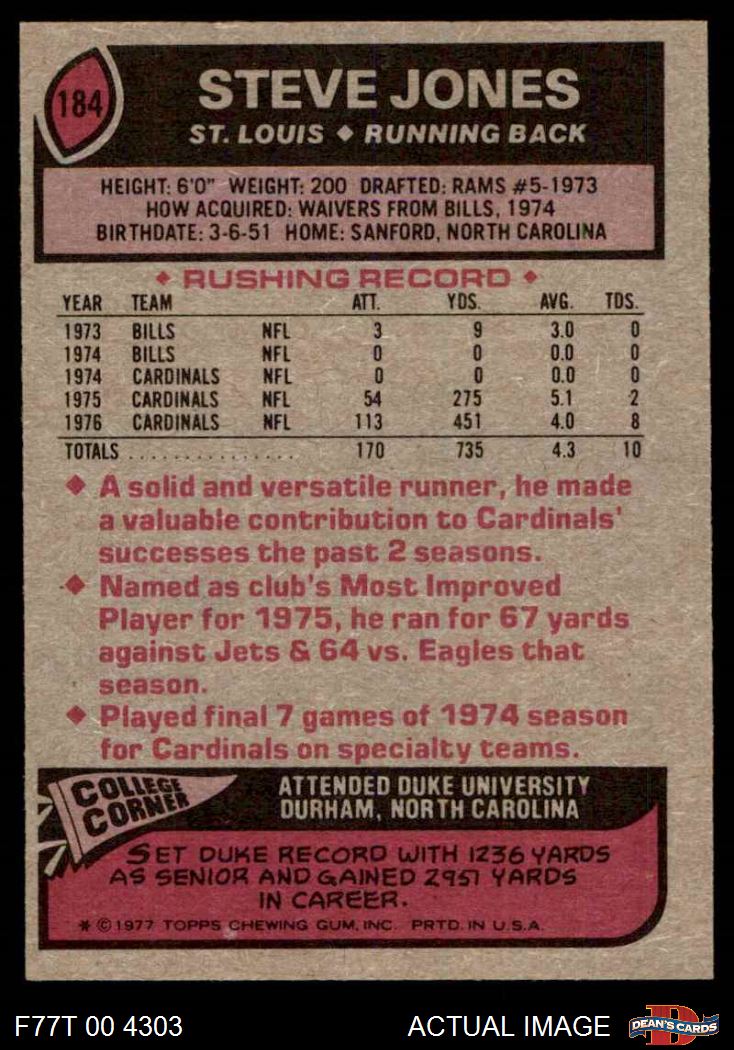 184
STEVE JONES
ST. LOUIS ♦ RUNNING BACK
HEIGHT: 6'0" WEIGHT: 200 DRAFTED: RAMS #5-1973
HOW ACQUIRED: WAIVERS FROM BILLS, 1974
BIRTHDATE: 3-6-51 HOME: SANFORD, NORTH CAROLINA
♦ RUSHING RECORD ♦
YEAR TEAM ATT. YDS. AVG. TDS.
1973 BILLS NFL 3 9 3.0 0
1974 BILLS NFL 0 0 0.0 0
1974 CARDINALS NFL 0 0 0.0 0
1975 CARDINALS NFL 54 275 5.1 2
1976 CARDINALS NFL 113 451 4.0 8
TOTALS ............... 170 735 4.3 10
♦ A solid and versatile runner, he made
a valuable contribution to Cardinals'
successes the past 2 seasons.
♦ Named as club's Most Improved
Player for 1975, he ran for 67 yards
against Jets & 64 vs. Eagles that
season.
♦ Played final 7 games of 1974 season
for Cardinals on specialty teams.
COLLEGE
CORNER
ATTENDED DUKE UNIVERSITY
DURHAM, NORTH CAROLINA
SET DUKE RECORD WITH 1236 YARDS
AS SENIOR AND GAINED 2951 YARDS
IN CAREER.
* © 1977 TOPPS CHEWING GUM, INC. PRTD. IN U.S.A.
F77T 00 4303
ACTUAL IMAGE
D
DEAN'S CARDS